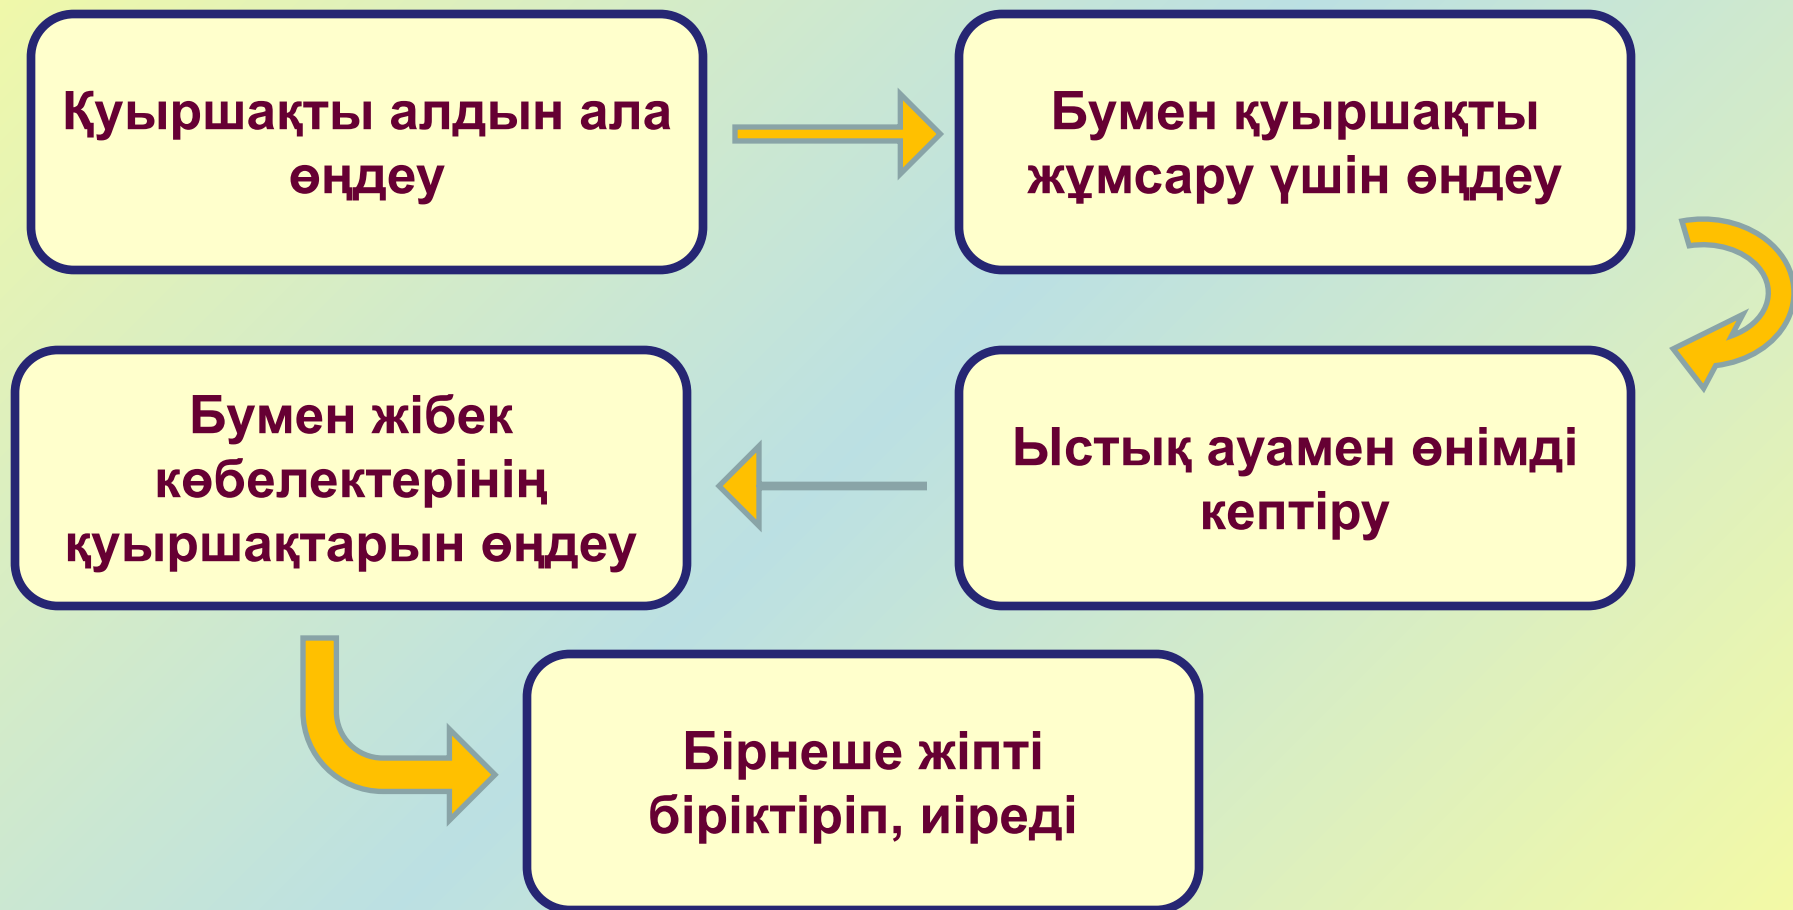 Қуыршақты алдын ала
өңдеу
Бумен қуыршақты
жұмсару үшін өңдеу
Ыстық ауамен өнімді
кептіру
Бумен жібек
көбелектерінің
қуыршақтарын өңдеу
Бірнеше жіпті
біріктіріп, иіреді